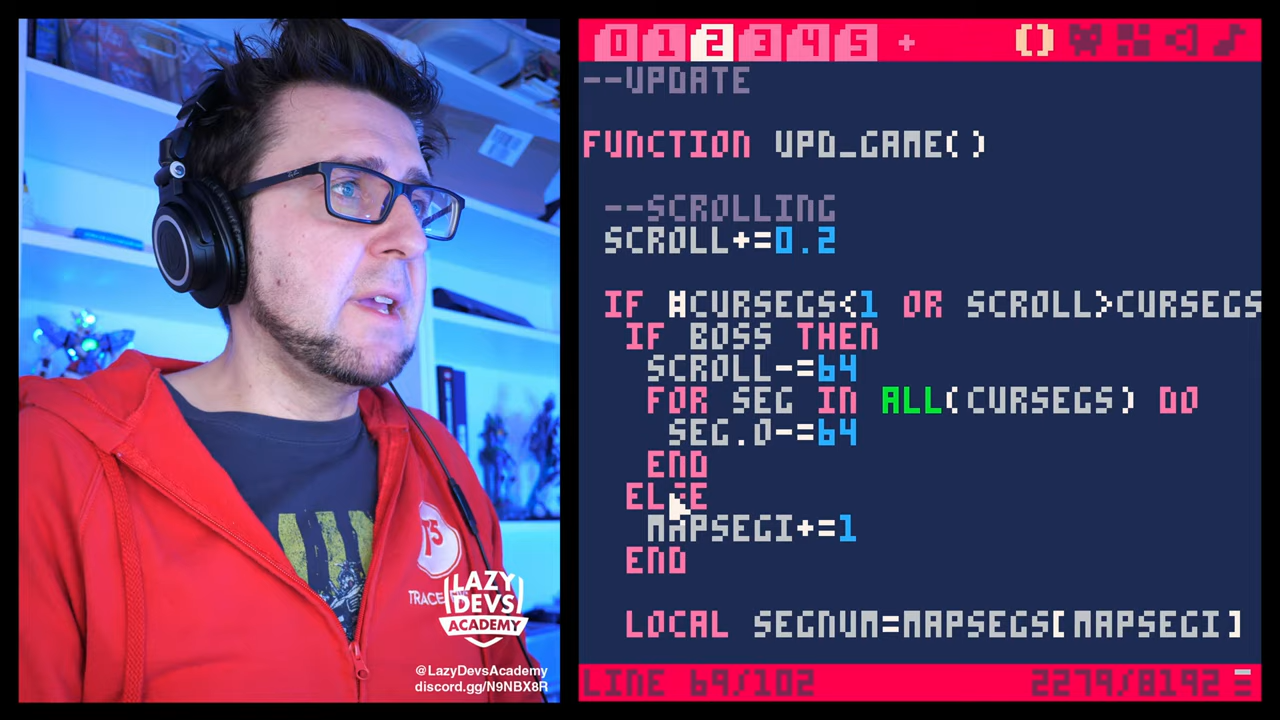 0 1 2 3 4 5 +
--UPDATE
FUNCTION UPD_GAME()
--SCROLLING
SCROLL+=0.2
IF #CURSEGS<1 OR SCROLL>CURSEGS
IF BOSS THEN
SCROLL-=64
FOR SEG IN ALL(CURSEGS) DO
SEG.O-=64
END
ELSE
MAPSEGI+=1
END
LOCAL SEGNUM=MAPSEGS[MAPSEGI]
LINE 69/102 2279/8192
LAZY
DEVS
ACADEMY
@LazyDevsAcademy
discord.gg/N9NBX8R